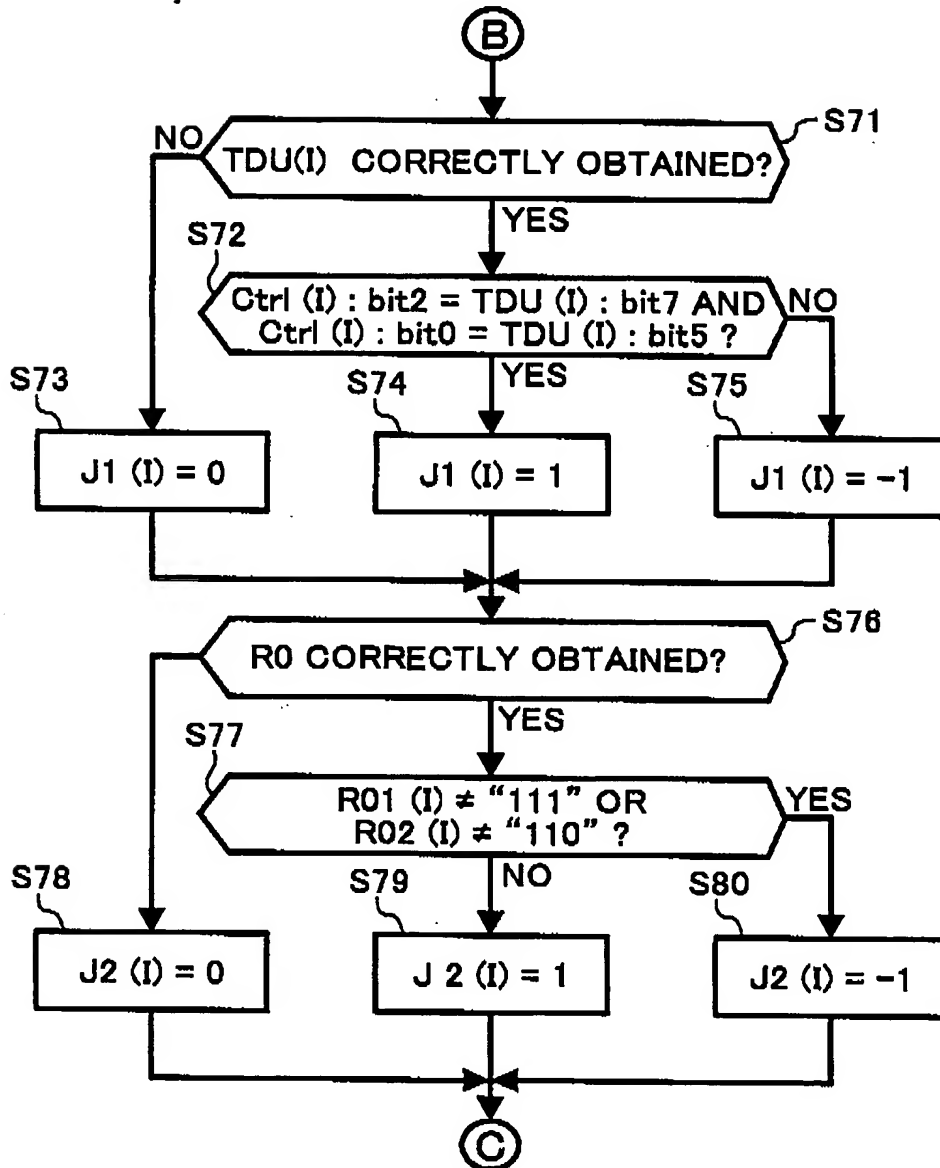 B
S71
NO
TDU(I) CORRECTLY OBTAINED?
YES
S72
Ctrl (I) : bit2 = TDU (I) : bit7 AND
Ctrl (I) : bit0 = TDU (I) : bit5 ?
NO
YES
S73
S74
S75
J1 (I) = 0
J1 (I) = 1
J1 (I) = -1
S76
R0 CORRECTLY OBTAINED?
YES
S77
R01 (I) ≠ “111” OR
R02 (I) ≠ “110” ?
YES
NO
S78
S79
S80
J2 (I) = 0
J 2 (I) = 1
J2 (I) = -1
C